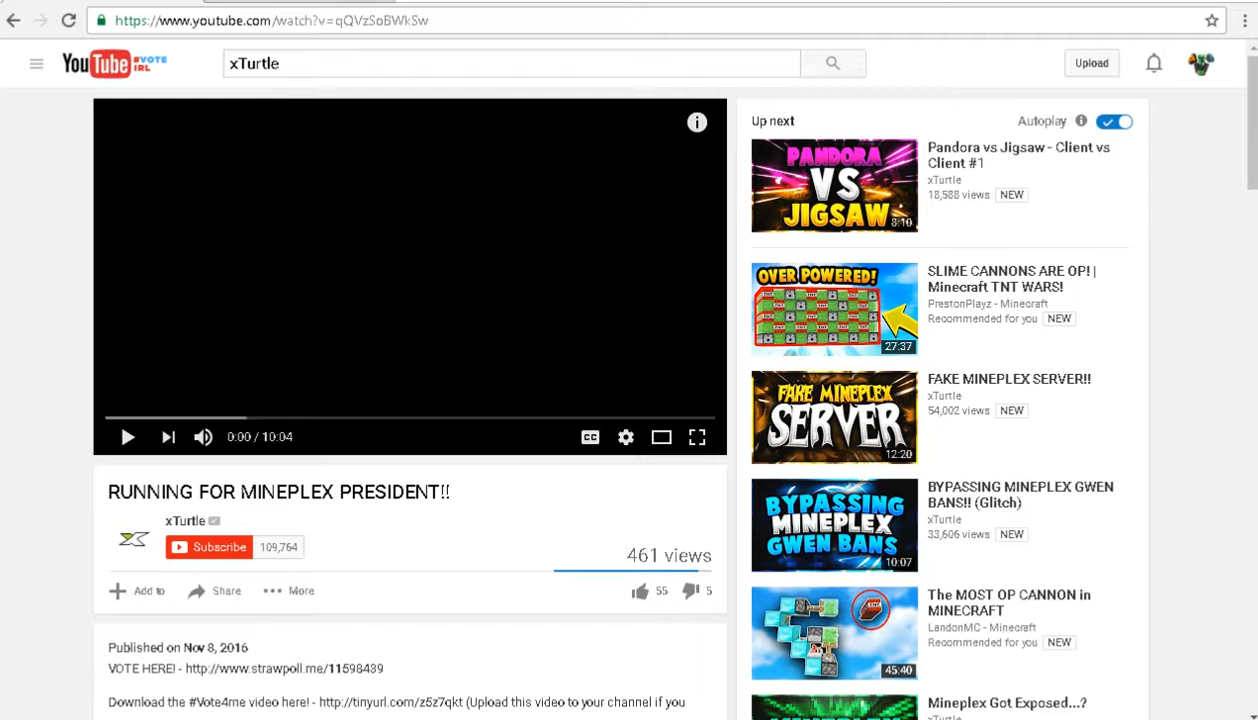 https://www.youtube.com/watch?v=qQVzSoBWkSw
YouTube #VOTE IRL
xTurtle
Upload
Up next
Autoplay
PANDORA
VS
JIGSAW
8:10
Pandora vs Jigsaw - Client vs
Client #1
xTurtle
18,588 views NEW
OVER POWERED!
27:37
SLIME CANNONS ARE OP! |
Minecraft TNT WARS!
PrestonPlayz - Minecraft
Recommended for you NEW
FAKE MINEPLEX
SERVER
12:20
FAKE MINEPLEX SERVER!!
xTurtle
54,002 views NEW
BYPASSING
MINEPLEX
GWEN BANS
10:07
BYPASSING MINEPLEX GWEN
BANS!! (Glitch)
xTurtle
33,606 views NEW
45:40
The MOST OP CANNON in
MINECRAFT
LandonMC - Minecraft
Recommended for you NEW
Mineplex Got Exposed...?
xTurtle
0:00 / 10:04
CC
RUNNING FOR MINEPLEX PRESIDENT!!
xTurtle
Subscribe 109,764
461 views
Add to Share More
55 5
Published on Nov 8, 2016
VOTE HERE! - http://www.strawpoll.me/11598439
Download the #Vote4me video here! - http://tinyurl.com/z5z7qkt (Upload this video to your channel if you